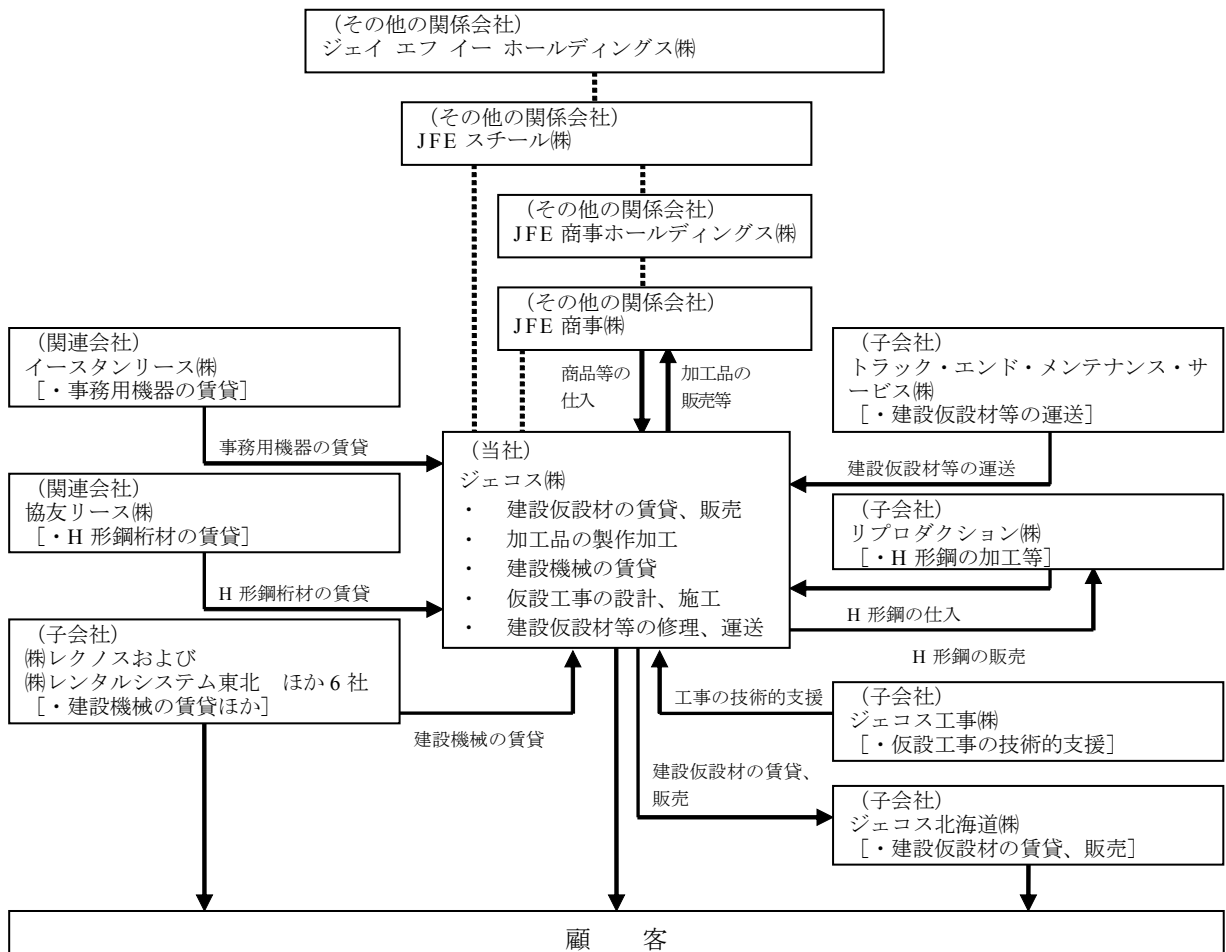 （その他の関係会社）
ジェイ エフ イー ホールディングス㈱
（その他の関係会社）
JFE スチール㈱
（その他の関係会社）
JFE 商事ホールディングス㈱
（その他の関係会社）
JFE 商事㈱
商品等の
仕入
加工品の
販売等
（関連会社）
イースタンリース㈱
［・事務用機器の賃貸］
事務用機器の賃貸
（関連会社）
協友リース㈱
［・H 形鋼桁材の賃貸］
H 形鋼桁材の賃貸
（子会社）
㈱レクノスおよび
㈱レンタルシステム東北　ほか 6 社
［・建設機械の賃貸ほか］
建設機械の賃貸
（当社）
ジェコス㈱
・　建設仮設材の賃貸、販売
・　加工品の製作加工
・　建設機械の賃貸
・　仮設工事の設計、施工
・　建設仮設材等の修理、運送
（子会社）
トラック・エンド・メンテナンス・サ
ービス㈱
［・建設仮設材等の運送］
建設仮設材等の運送
（子会社）
リプロダクション㈱
［・H 形鋼の加工等］
H 形鋼の仕入
H 形鋼の販売
工事の技術的支援
（子会社）
ジェコス工事㈱
［・仮設工事の技術的支援］
建設仮設材の賃貸、
販売
（子会社）
ジェコス北海道㈱
［・建設仮設材の賃貸、販売］
顧　客